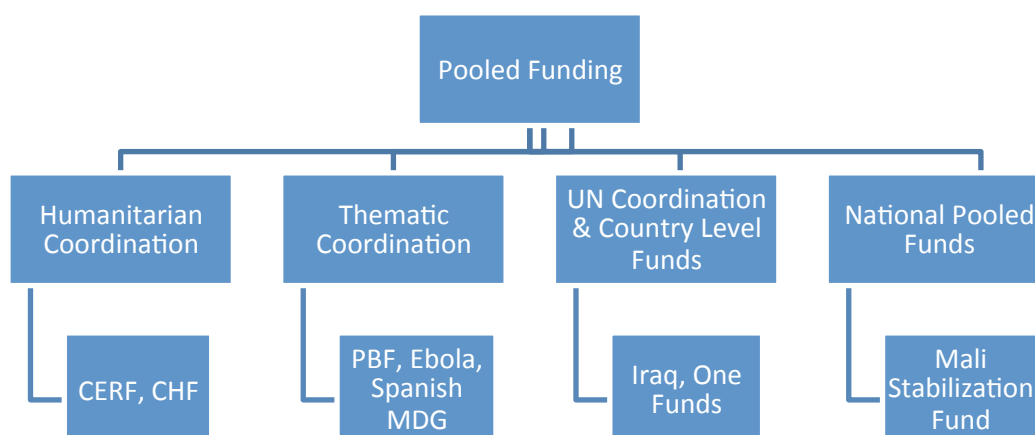 Pooled Funding
Humanitarian
Coordination
Thematic
Coordination
UN Coordination
& Country Level
Funds
National Pooled
Funds
CERF, CHF
PBF, Ebola,
Spanish
MDG
Iraq, One
Funds
Mali
Stabilization
Fund